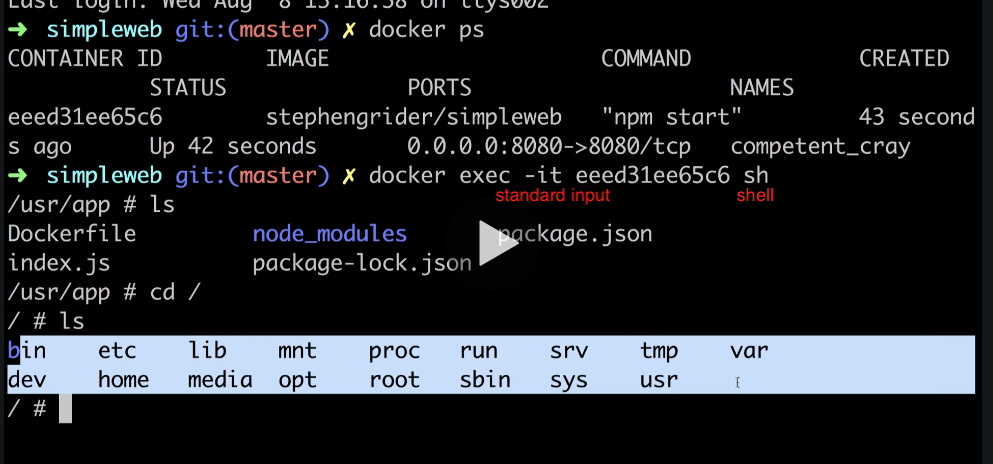 Last login: Wed Aug 8 15:16:58 on ttys002
➜ simpleweb git:(master) ✗ docker ps
CONTAINER ID IMAGE COMMAND CREATED
STATUS PORTS NAMES
eeed31ee65c6 stephengrider/simpleweb "npm start" 43 second
s ago Up 42 seconds 0.0.0.0:8080->8080/tcp competent_cray
➜ simpleweb git:(master) ✗ docker exec -it eeed31ee65c6 sh
standard input shell
/usr/app # ls
Dockerfile node_modules package.json
index.js package-lock.json
/usr/app # cd /
/ # ls
bin etc lib mnt proc run srv tmp var
dev home media opt root sbin sys usr
/ #